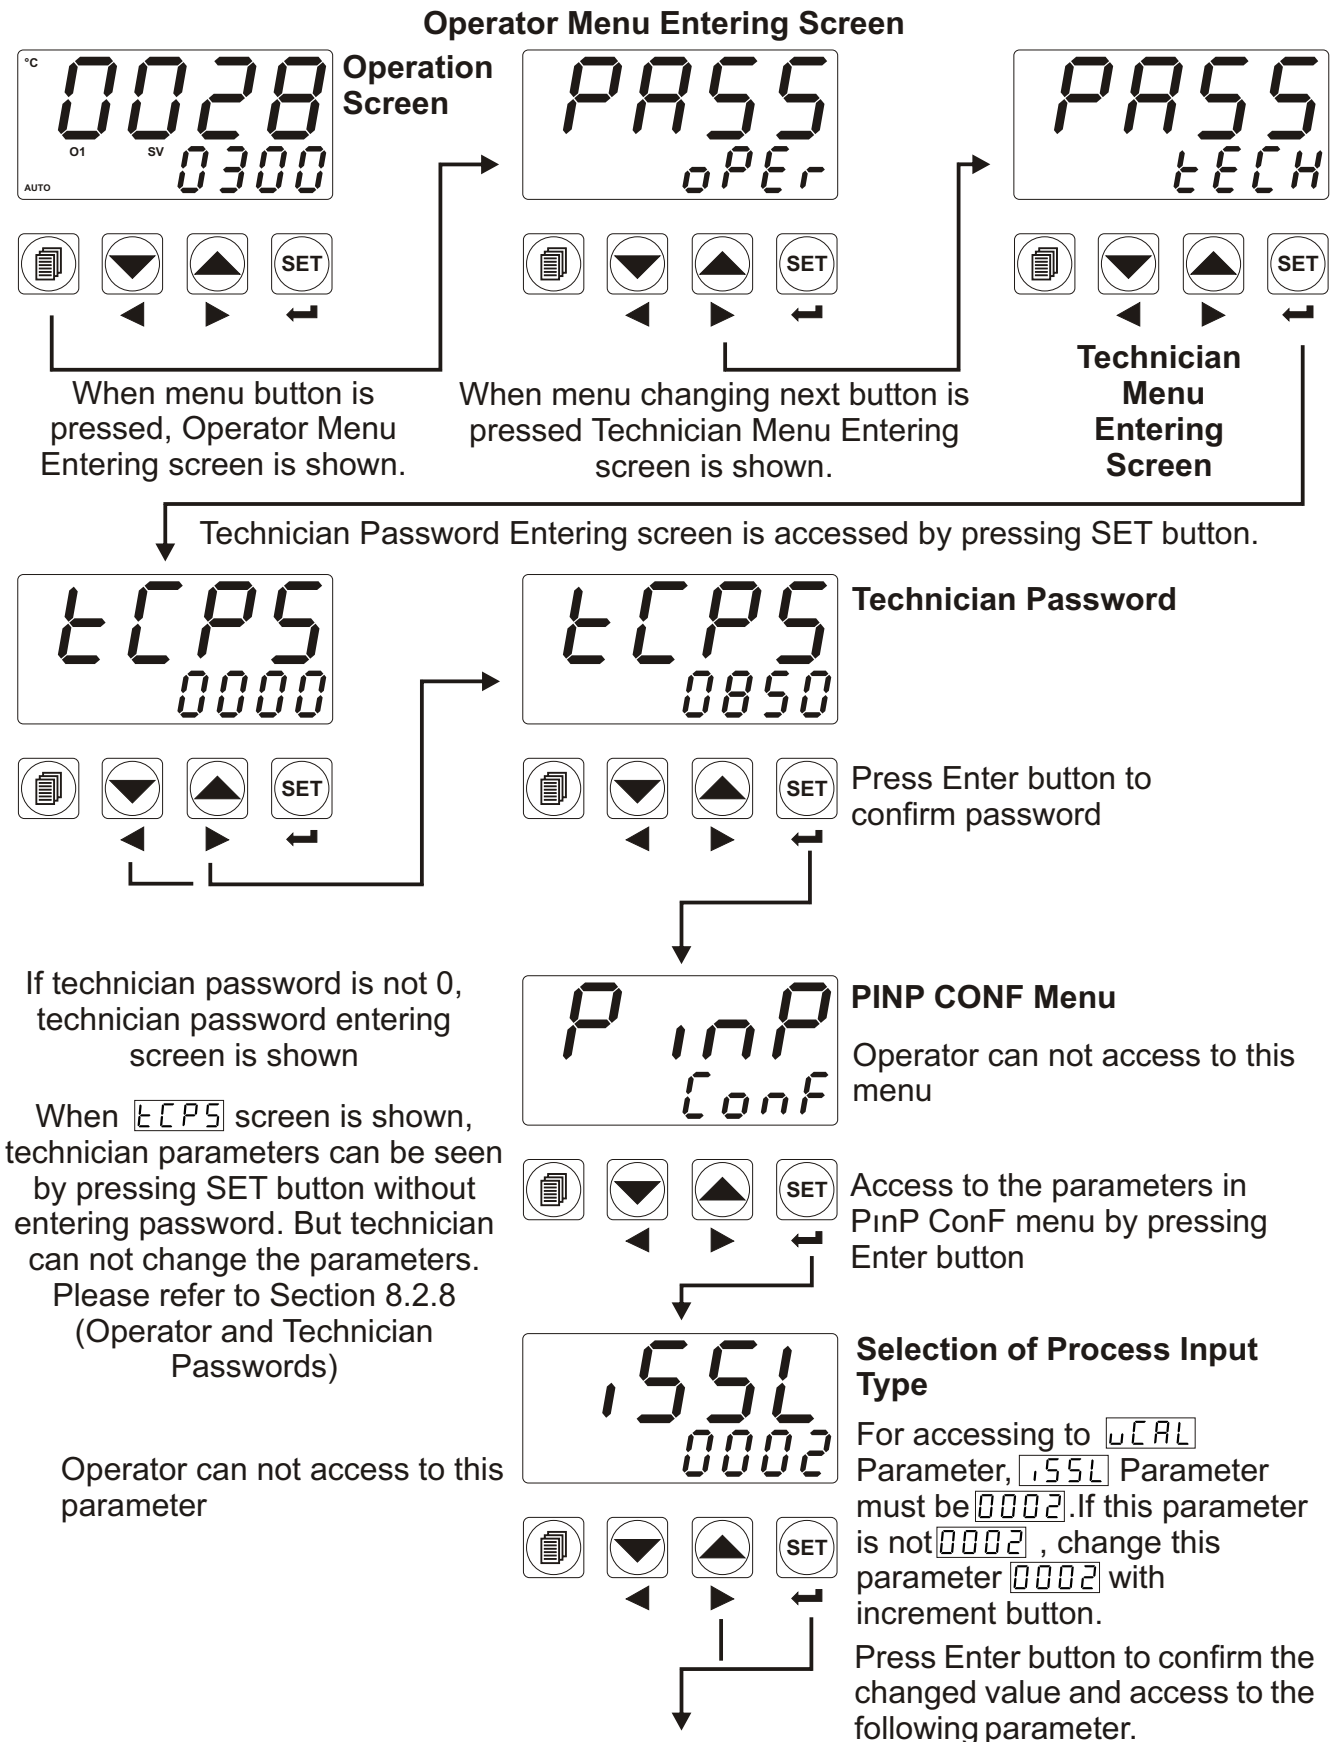 Operator Menu Entering Screen
°C
0028
O1
SV
0300
AUTO
Operation
Screen
PASS
oPEr
PASS
tECH
SET
SET
SET
When menu button is
pressed, Operator Menu
Entering screen is shown.
When menu changing next button is
pressed Technician Menu Entering
screen is shown.
Technician
Menu
Entering
Screen
Technician Password Entering screen is accessed by pressing SET button.
tCPS
0000
tCPS
0850
Technician Password
SET
SET
Press Enter button to
confirm password
If technician password is not 0,
technician password entering
screen is shown
When tCPS screen is shown,
technician parameters can be seen
by pressing SET button without
entering password. But technician
can not change the parameters.
Please refer to Section 8.2.8
(Operator and Technician
Passwords)
PınP
ConF
PINP CONF Menu
Operator can not access to this
menu
SET
Access to the parameters in
PınP ConF menu by pressing
Enter button
ıSSL
0002
Operator can not access to this
parameter
SET
Selection of Process Input
Type
For accessing to uCAL
Parameter, ıSSL Parameter
must be 0002.If this parameter
is not 0002 , change this
parameter 0002 with
increment button.
Press Enter button to confirm the
changed value and access to the
following parameter.